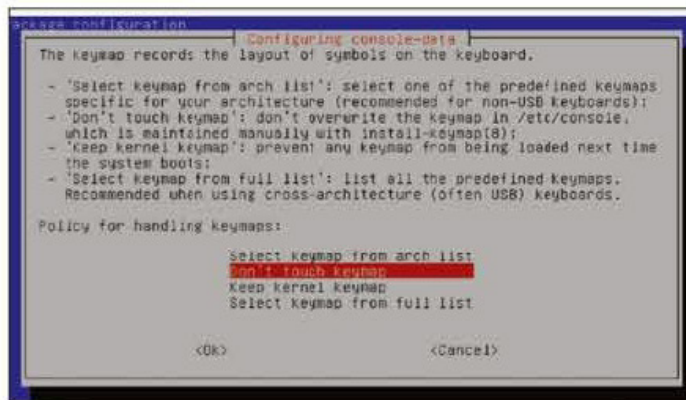 ackage configuration
Configuring console-data
The keymap records the layout of symbols on the keyboard.
- 'Select keymap from arch list': select one of the predefined keymaps
specific for your architecture (recommended for non-USB keyboards);
- 'Don't touch keymap': don't overwrite the keymap in /etc/console,
which is maintained manually with install-keymap(8);
- 'Keep kernel keymap': prevent any keymap from being loaded next time
the system boots;
- 'Select keymap from full list': list all the predefined keymaps.
Recommended when using cross-architecture (often USB) keyboards.
Policy for handling keymaps:
Select keymap from arch list
Don't touch keymap
Keep kernel keymap
Select keymap from full list
<Ok> <Cancel>